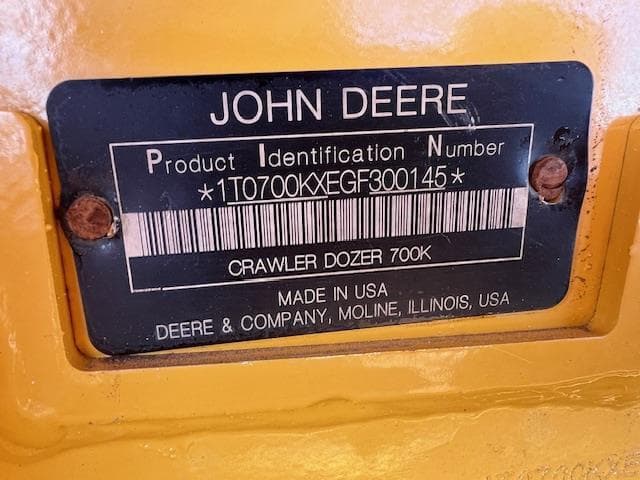 JOHN DEERE
Product Identification Number
*1T0700KXEGF300145*
CRAWLER DOZER 700K
MADE IN USA
DEERE & COMPANY, MOLINE, ILLINOIS, USA